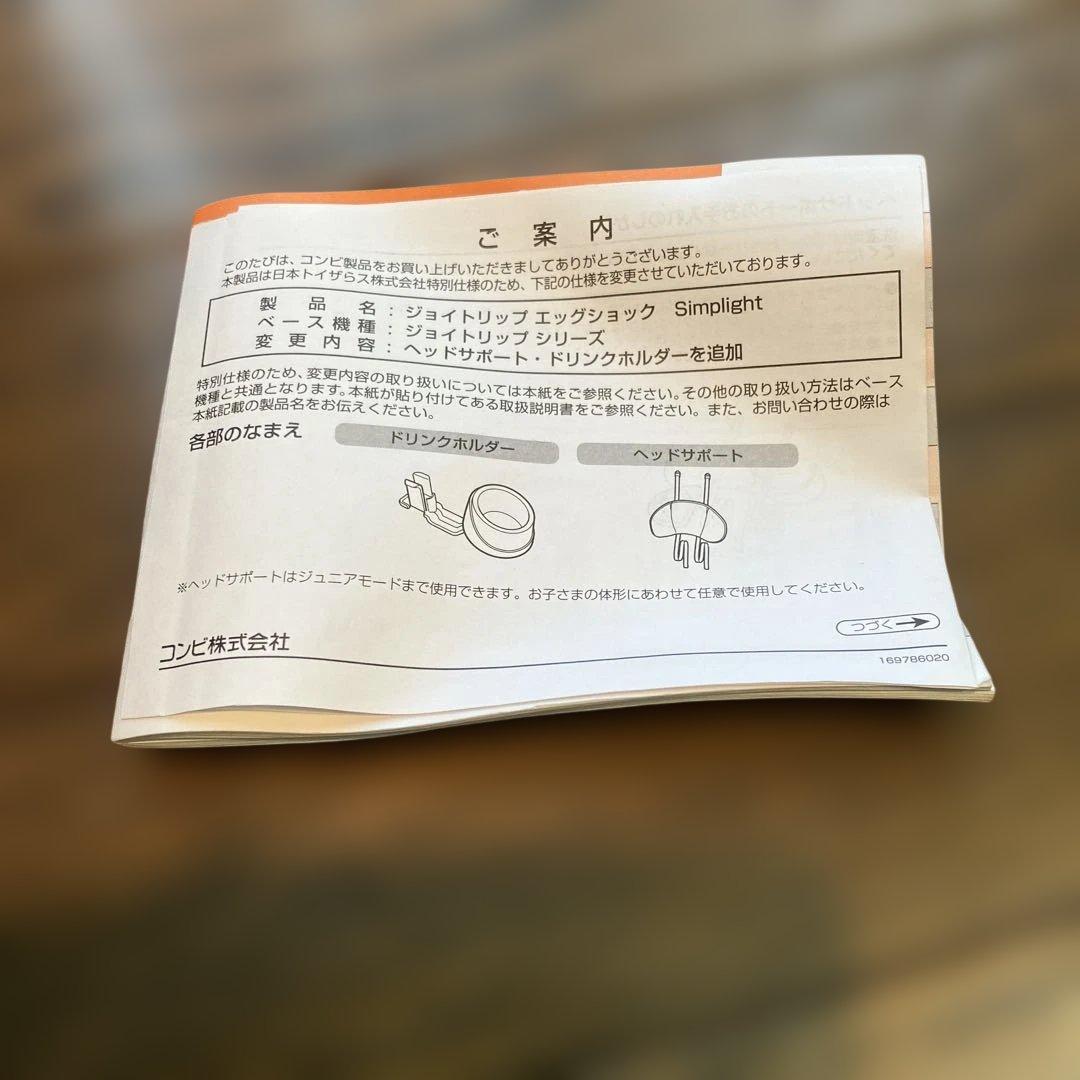 ご案内
このたびは、コンビ製品をお買い上げいただきましてありがとうございます。
本製品は日本トイザらス株式会社特別仕様のため、下記の仕様を変更させていただいております。
製品名：ジョイトリップ エッグショック Simplight
ベース機種：ジョイトリップ シリーズ
変更内容：ヘッドサポート・ドリンクホルダーを追加
特別仕様のため、変更内容の取り扱いについては本紙をご参照ください。その他の取り扱い方法はベース
機種と共通となります。本紙が貼り付けてある取扱説明書をご参照ください。また、お問い合わせの際は
本紙記載の製品名をお伝えください。
各部のなまえ
ドリンクホルダー
ヘッドサポート
※ヘッドサポートはジュニアモードまで使用できます。お子さまの体形にあわせて任意で使用してください。
つづく
コンビ株式会社
169786020